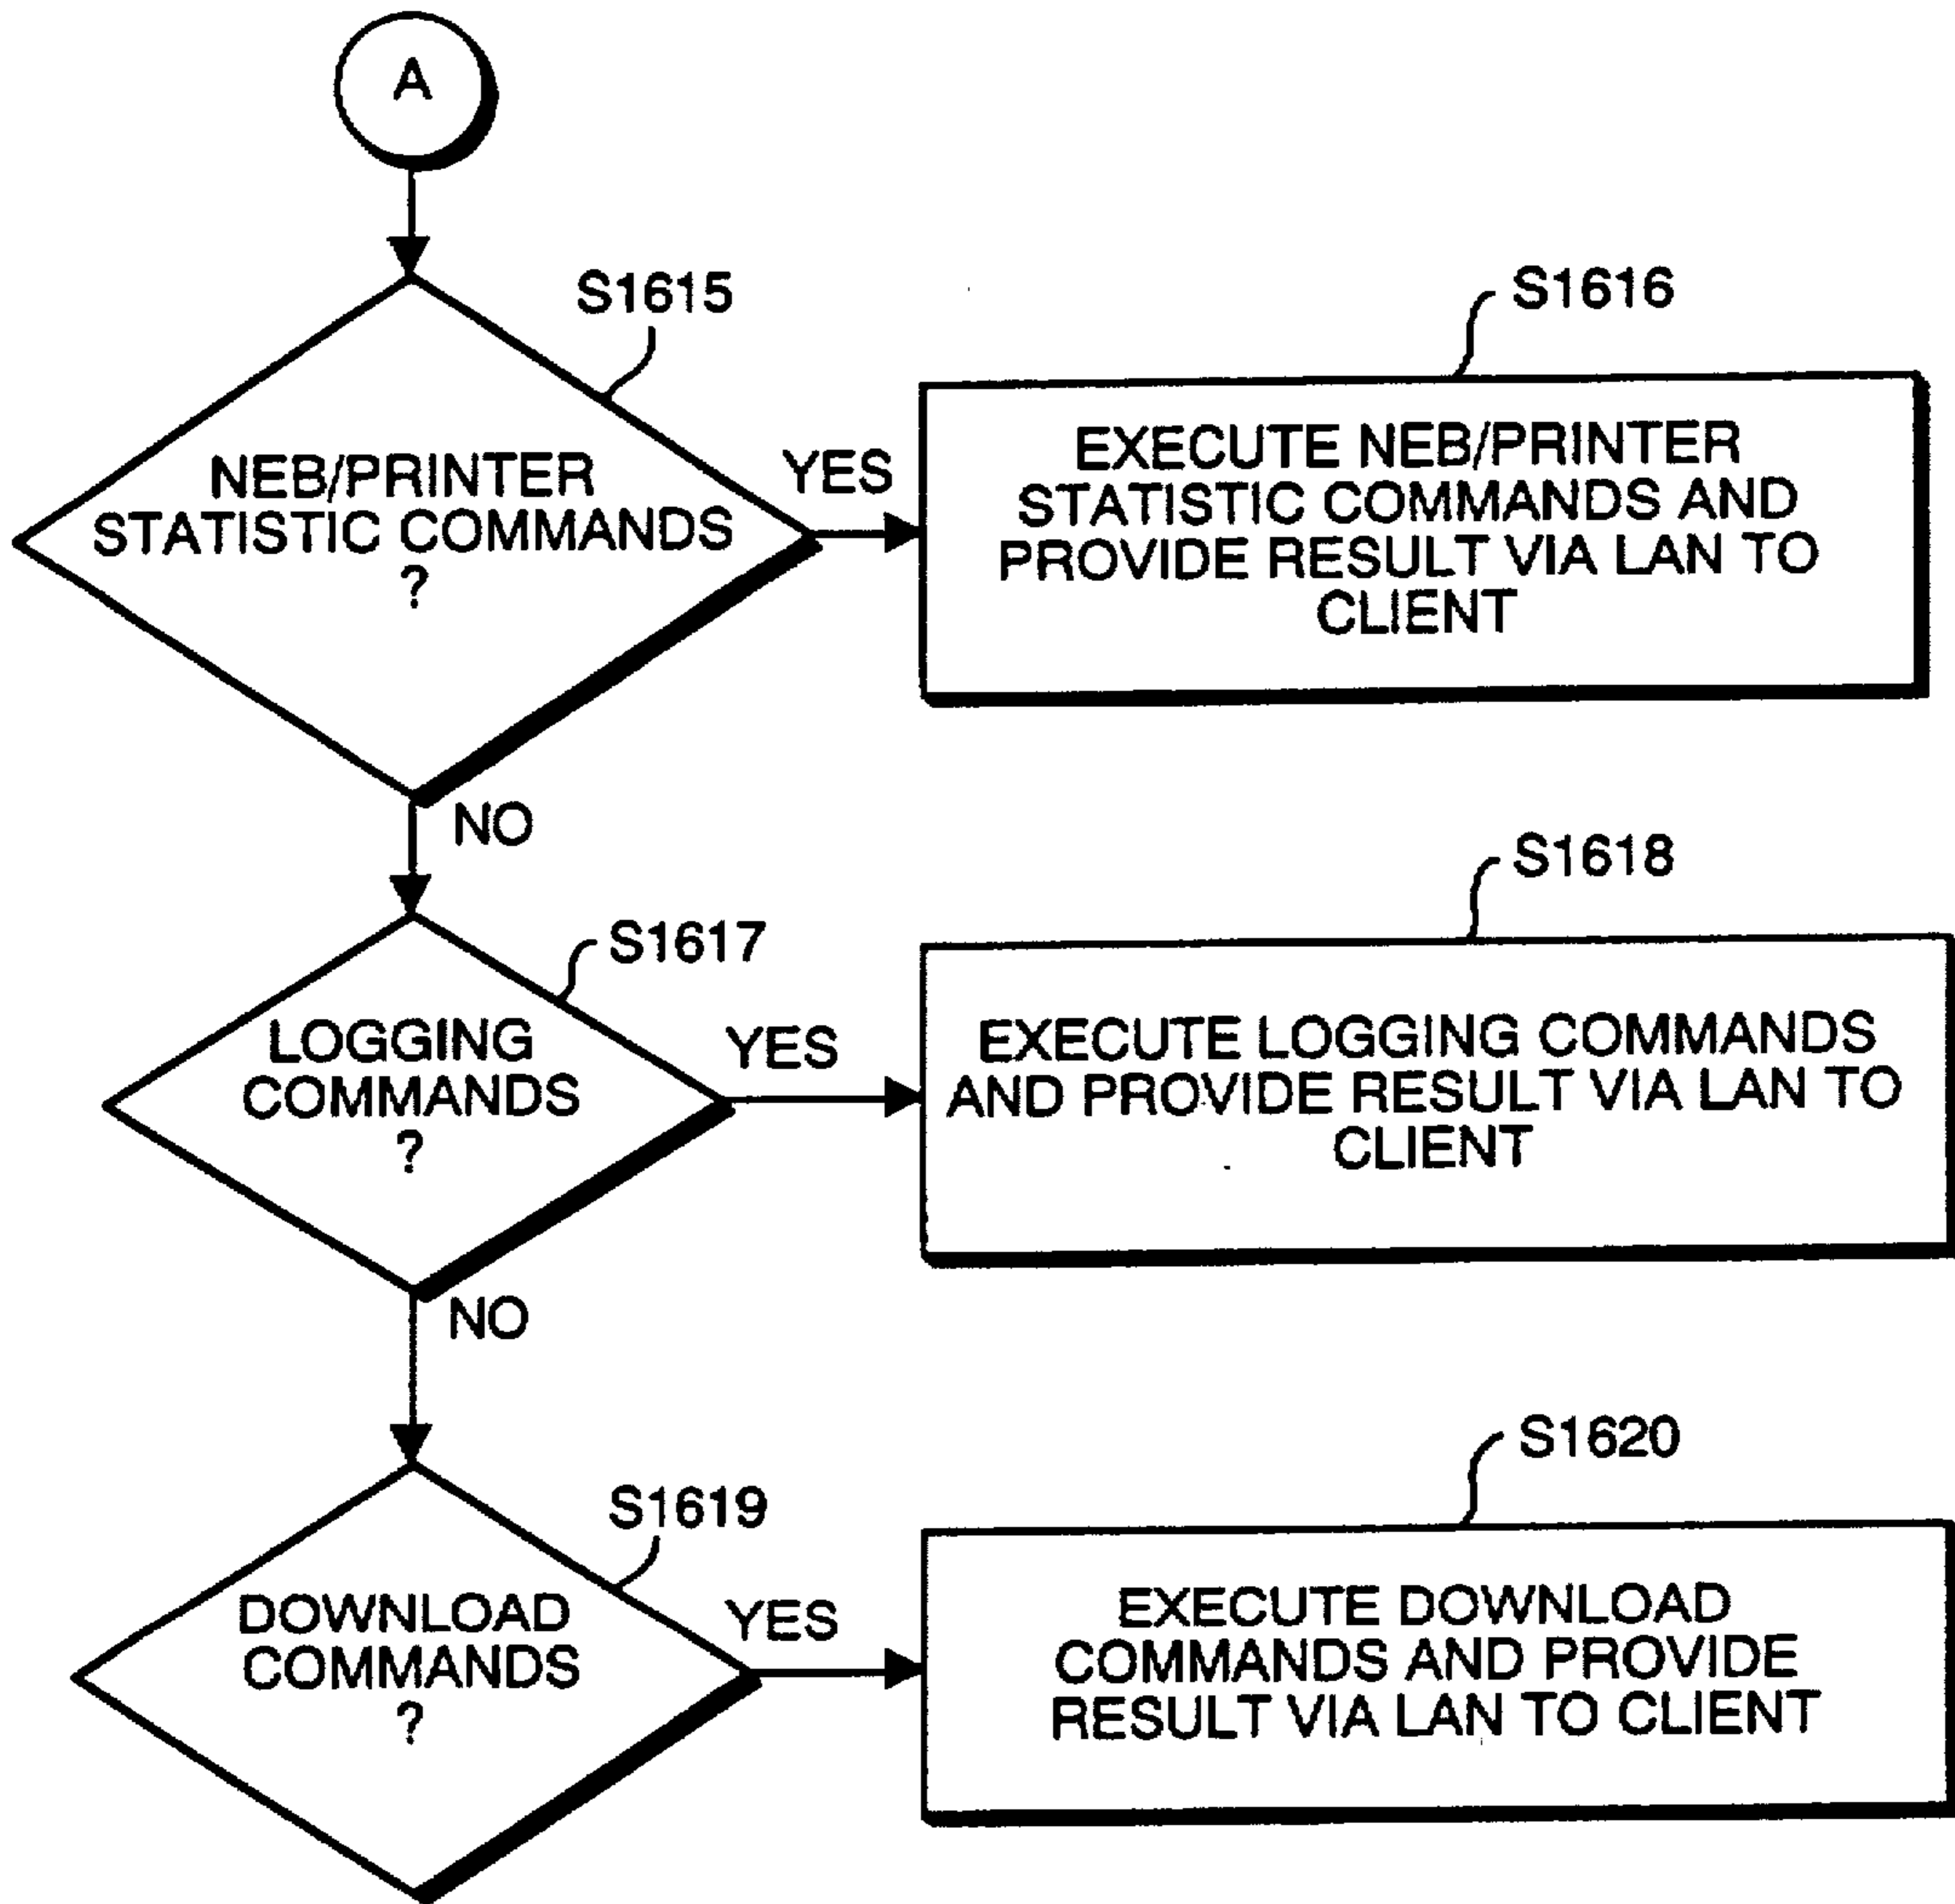 A
S1615
NEB/PRINTER
STATISTIC COMMANDS
?
YES
S1616
EXECUTE NEB/PRINTER
STATISTIC COMMANDS AND
PROVIDE RESULT VIA LAN TO
CLIENT
NO
S1617
LOGGING
COMMANDS
?
YES
S1618
EXECUTE LOGGING COMMANDS
AND PROVIDE RESULT VIA LAN TO
CLIENT
NO
S1619
DOWNLOAD
COMMANDS
?
YES
S1620
EXECUTE DOWNLOAD
COMMANDS AND PROVIDE
RESULT VIA LAN TO CLIENT